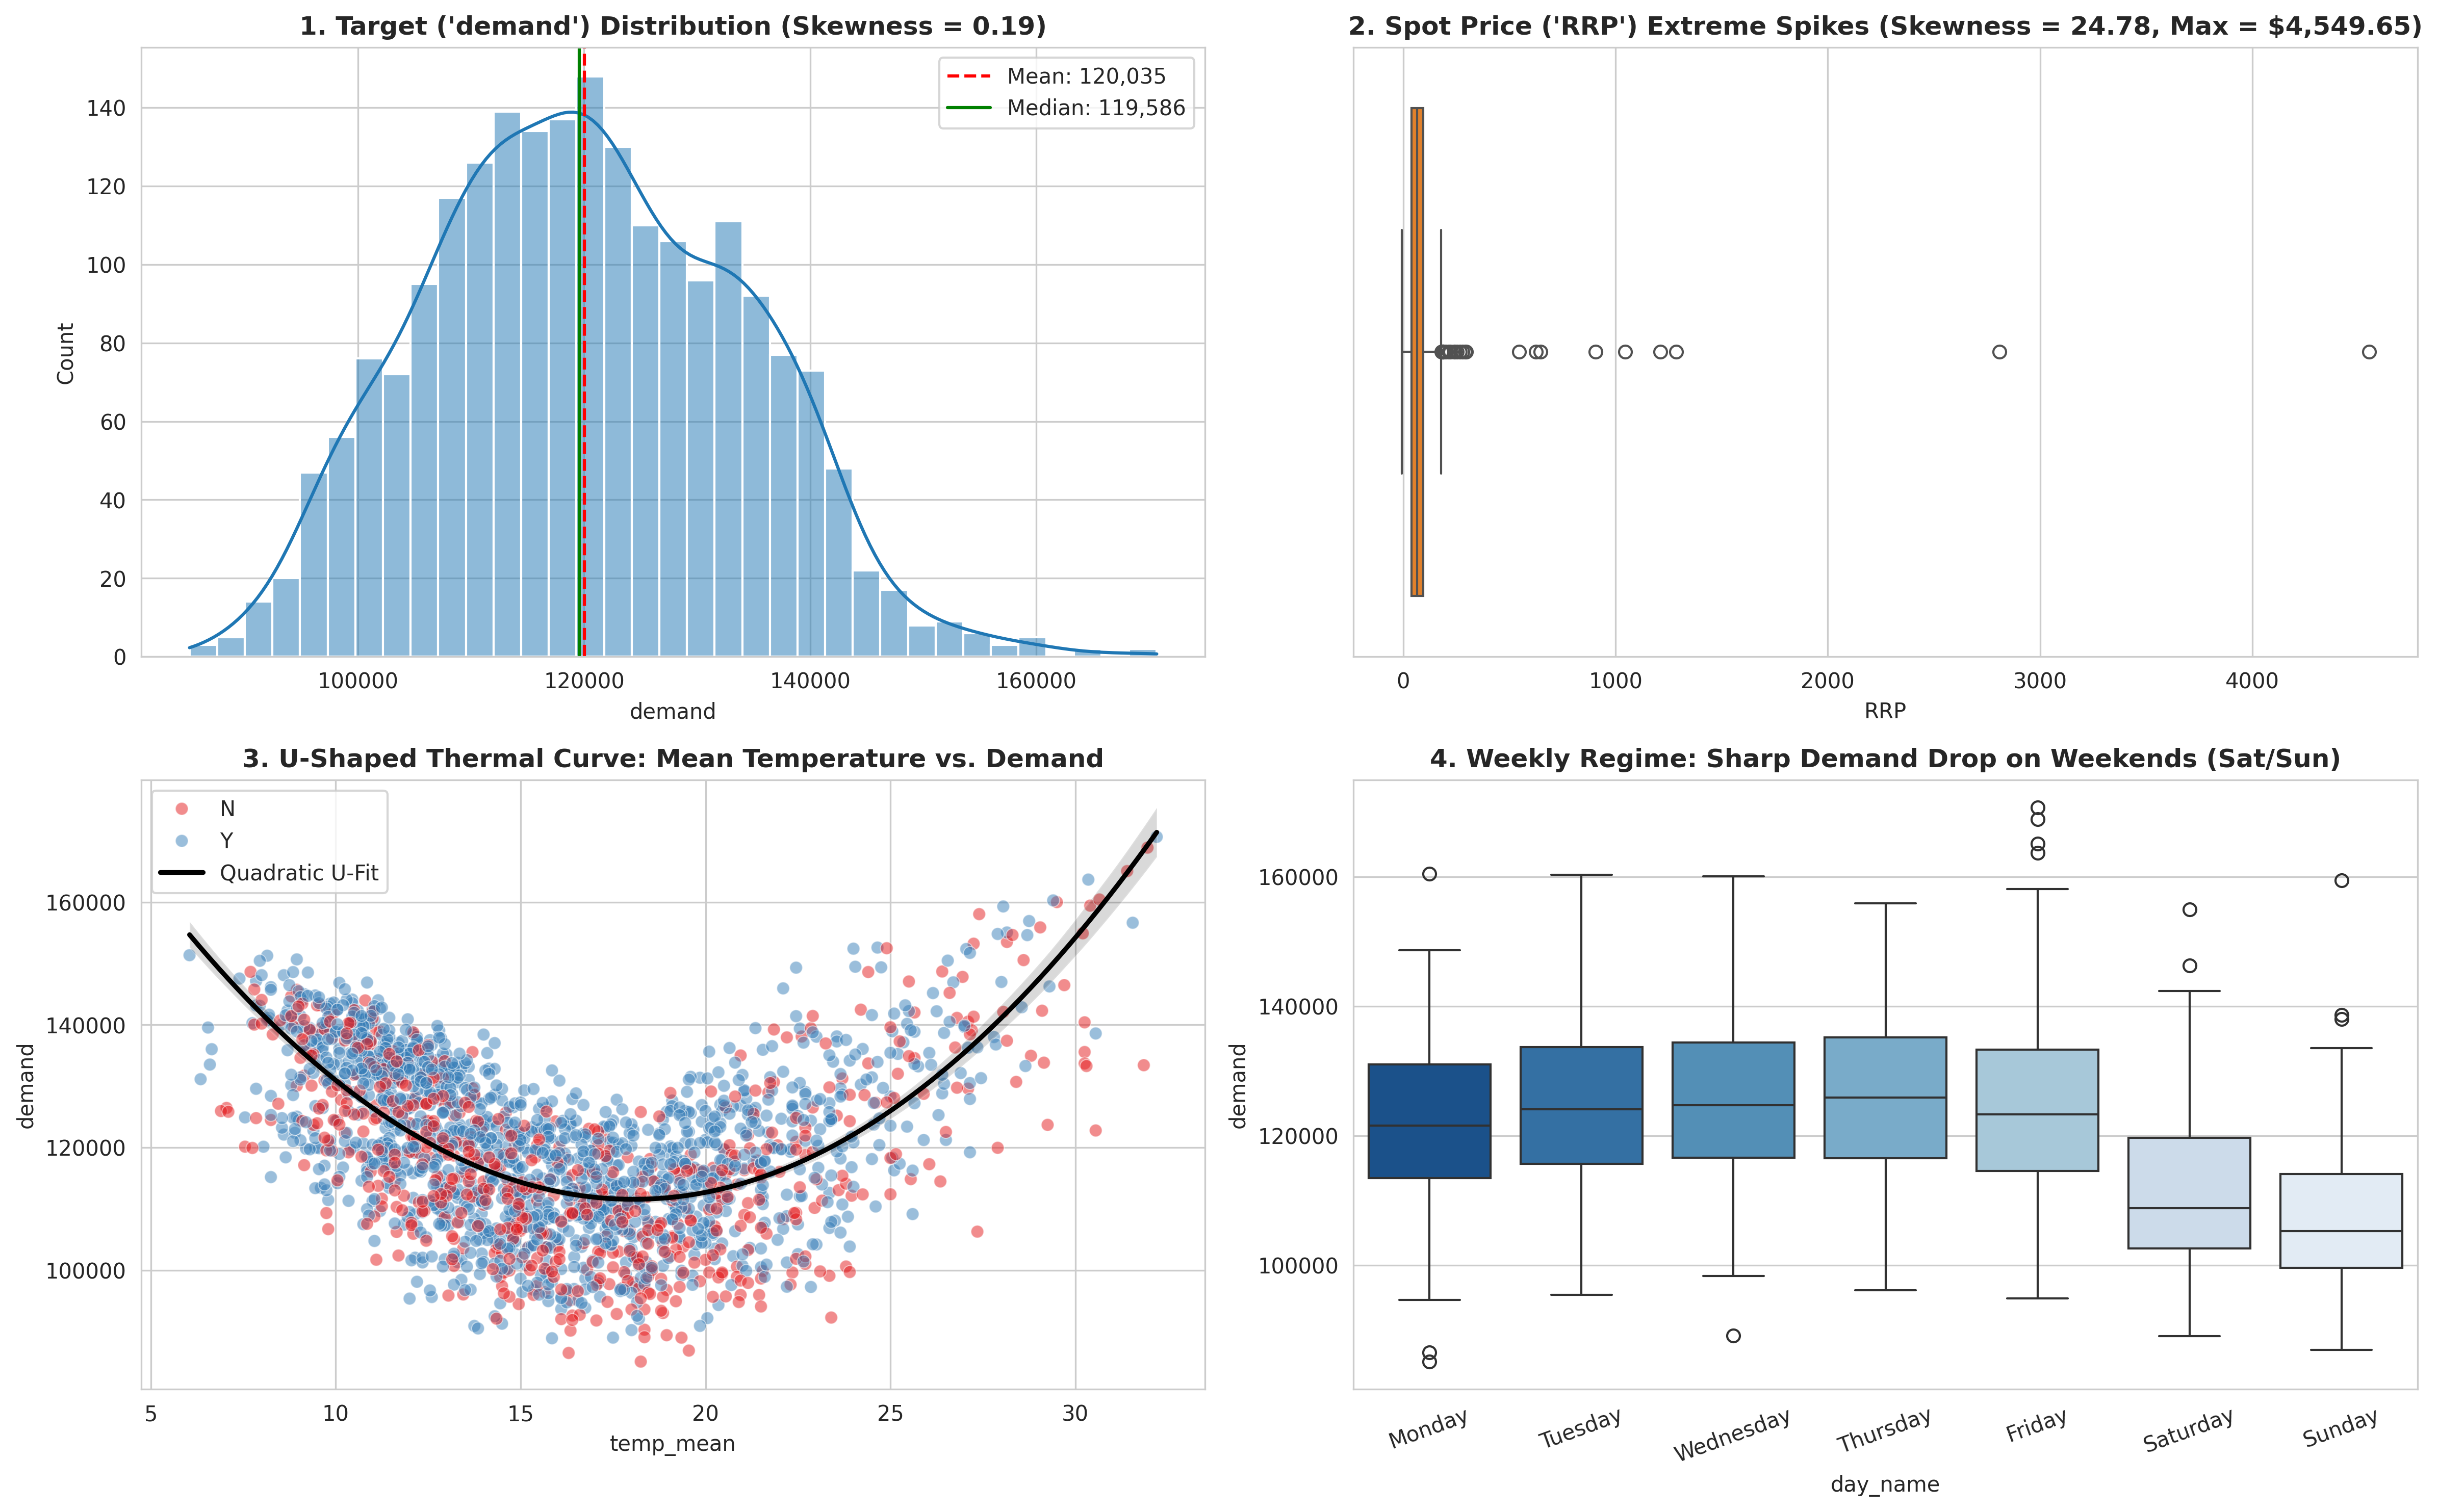 1. Target ('demand') Distribution (Skewness = 0.19)
Mean: 120,035
Median: 119,586
140
120
100
80
60
40
20
0
Count
100000
120000
140000
160000
demand
2. Spot Price ('RRP') Extreme Spikes (Skewness = 24.78, Max = $4,549.65)
0
1000
2000
3000
4000
RRP
3. U-Shaped Thermal Curve: Mean Temperature vs. Demand
N
Y
Quadratic U-Fit
160000
140000
120000
100000
demand
5
10
15
20
25
30
temp_mean
4. Weekly Regime: Sharp Demand Drop on Weekends (Sat/Sun)
160000
140000
120000
100000
demand
Monday
Tuesday
Wednesday
Thursday
Friday
Saturday
Sunday
day_name